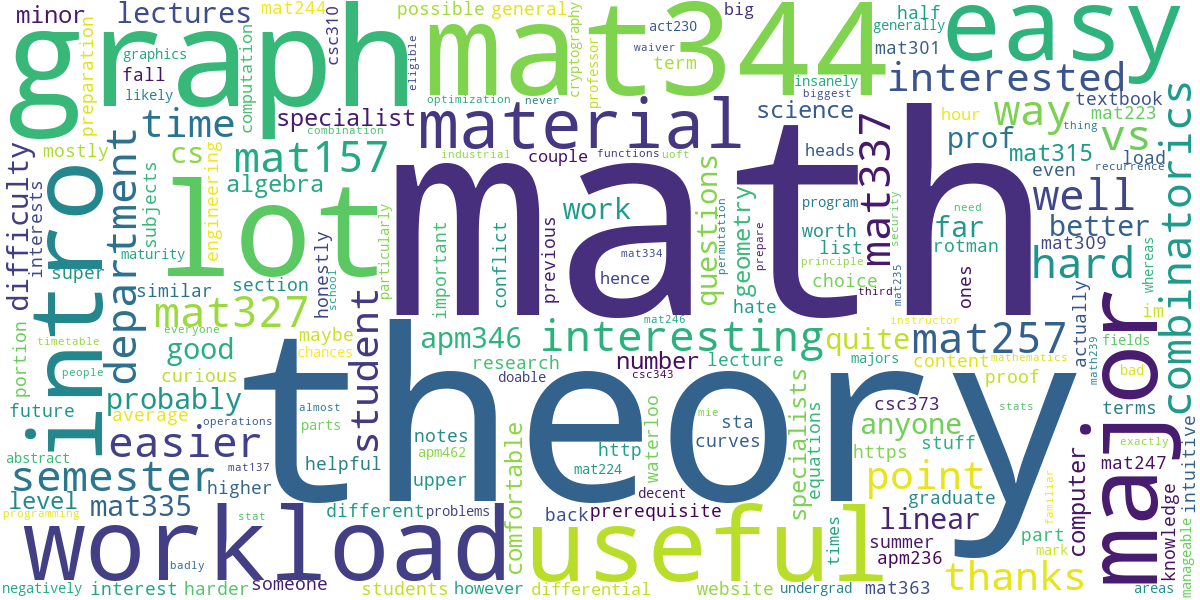 minor
lectures
mat244
possible
general
big
act230
half
generally
easy
graph
mat344
preparation
graphics
fall
likely
computation
csc310
eligible
cryptography
professor
waiver
term
mat301
insanely
biggest
interested
optimization
never
specialist
combination
time
department
material
science
way
textbook
mat223
thing
hour
prof
vs
combinatorics
mostly
cs
mat157
industrial
couple
functions
uoft
heads
mat337
mat315
load
even
recurrence
difficulty
interests
intro
subjects
engineering
algebra
lot
math
questions
permutation
geometry
program
security
well
maturity
super
similar
section
honestly
school
particularly
important
conflict
previous
work
mat334
hence
prepare
worth
list
principle
choice
third
far
rotman
need
better
mat309
hard
whereas
mat235
ones
hate
mat327
student
mat246
instructor
im
actually
portion
timetable
people
everyone
good
maybe
chances
curious
apm346
interesting
research
doable
number
csc343
lecture
quite
majors
content
mat257
mathematics
proof
math239
fields
bad
major
future
average
probably
operations
almost
parts
theory
notes
apm462
upper
http
mat224
waterloo
mie
sta
curves
decent
specialists
equations
csc373
anyone
https
stuff
stats
terms
exactly
intuitive
abstract
easier
semester
mat137
helpful
comfortable
level
mat335
higher
point
graduate
familiar
computer
mat247
knowledge
manageable
programming
stat
different
problems
back
prerequisite
times
linear
summer
apm236
part
mark
workload
badly
useful
thanks
negatively
interest
harder
someone
students
however
differential
website
undergrad
mat363
areas